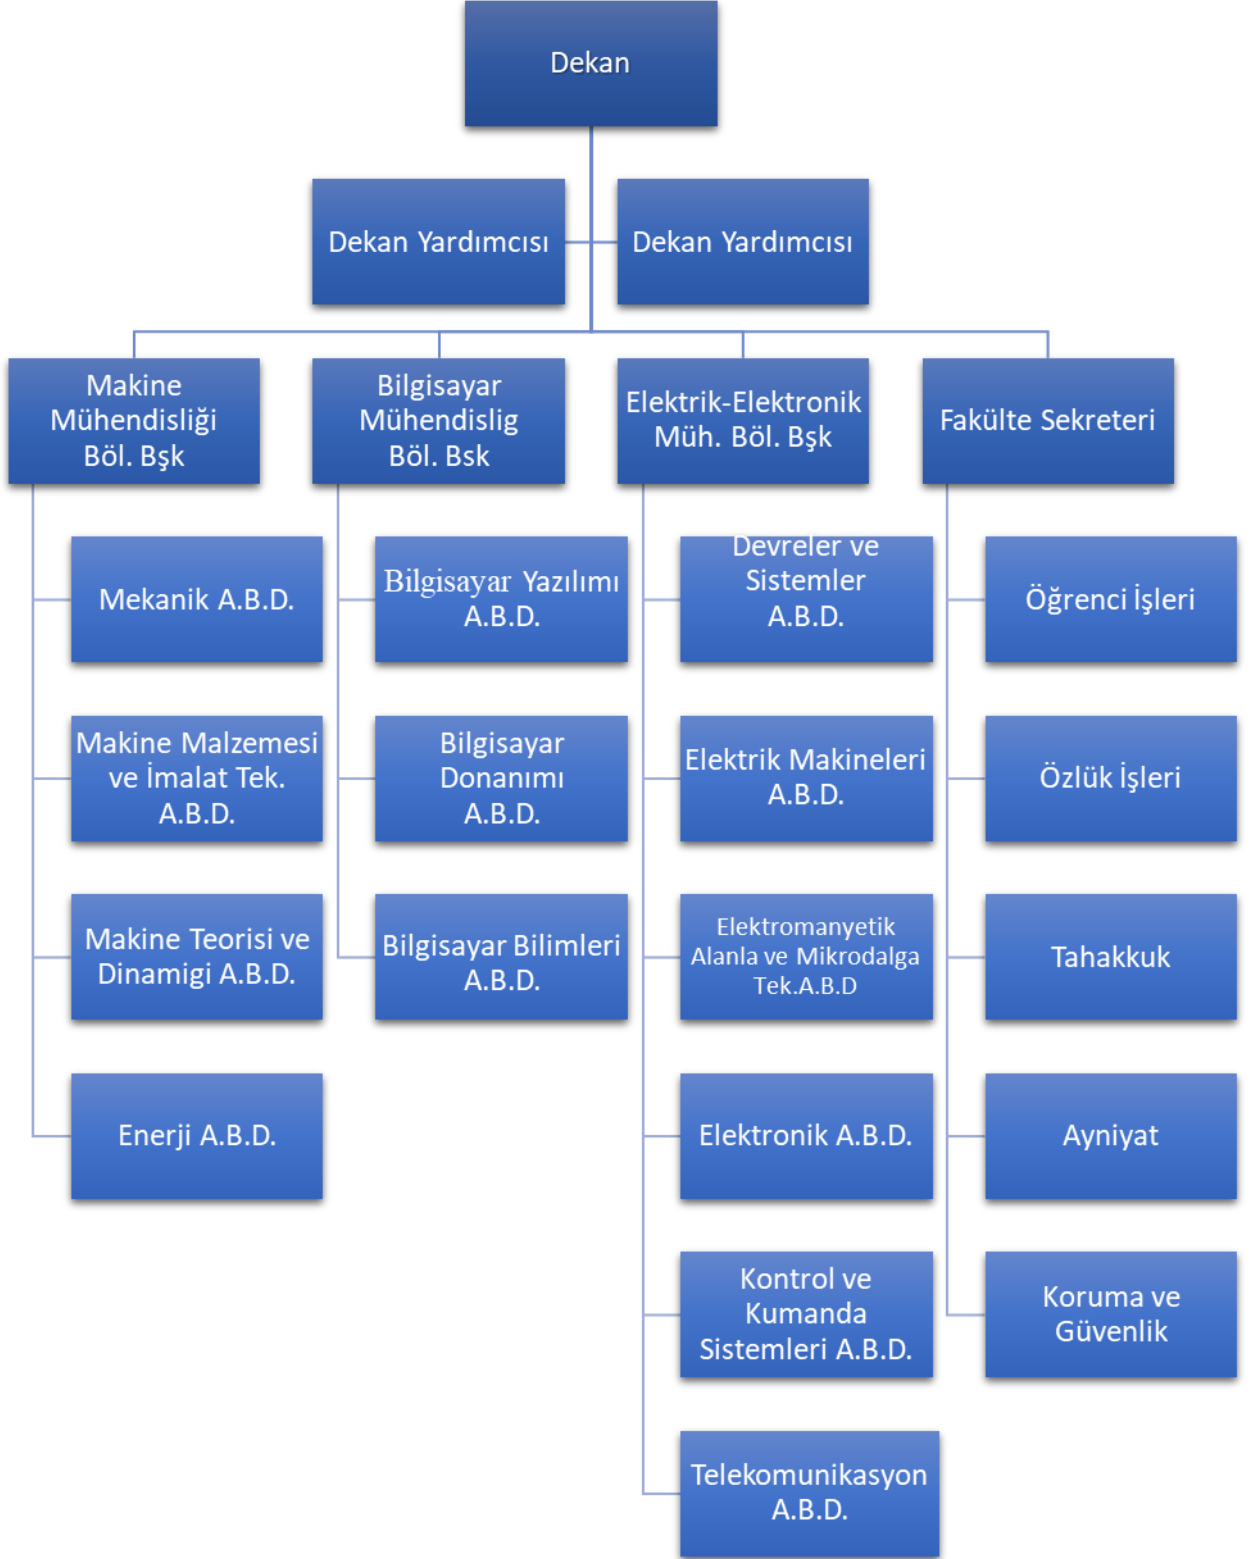 Dekan
Dekan Yardımcısı
Dekan Yardımcısı
Makine
Mühendisliği
Böl. Bşk
Bilgisayar
Mühendislig
Böl. Bsk
Elektrik-Elektronik
Müh. Böl. Bşk
Fakülte Sekreteri
Mekanik A.B.D.
Makine Malzemesi
ve İmalat Tek.
A.B.D.
Makine Teorisi ve
Dinamigi A.B.D.
Enerji A.B.D.
Bilgisayar Yazılımı
A.B.D.
Bilgisayar
Donanımı
A.B.D.
Bilgisayar Bilimleri
A.B.D.
Devreler ve
Sistemler
A.B.D.
Elektrik Makineleri
A.B.D.
Elektromanyetik
Alanla ve Mikrodalga
Tek.A.B.D
Elektronik A.B.D.
Kontrol ve
Kumanda
Sistemleri A.B.D.
Telekomunikasyon
A.B.D.
Öğrenci İşleri
Özlük İşleri
Tahakkuk
Ayniyat
Koruma ve
Güvenlik